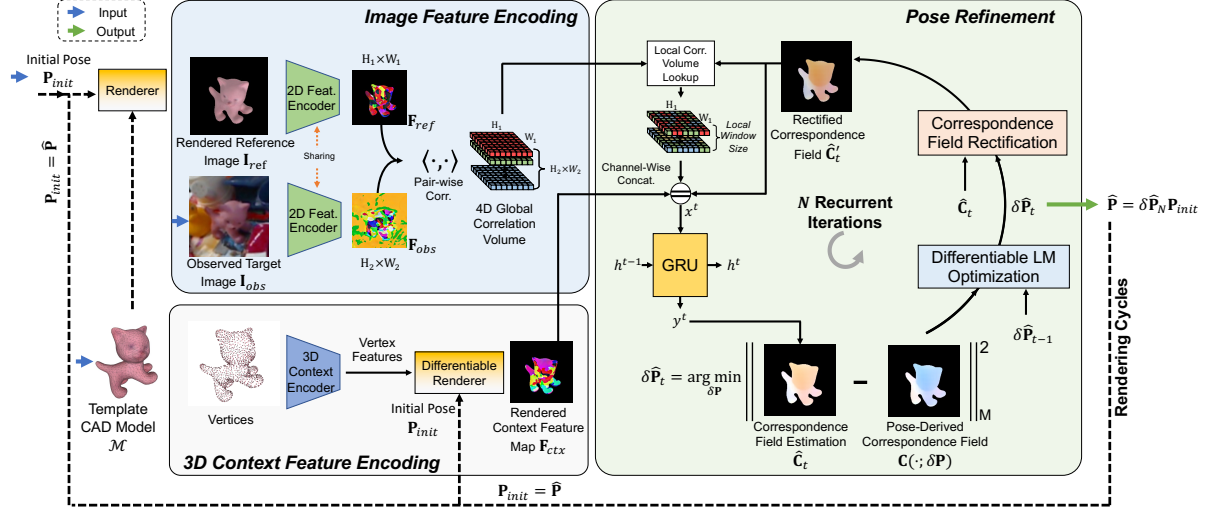 Input
Output
Initial Pose
P_init
Renderer
P_init = P̂
Template
CAD Model
ℳ
Image Feature Encoding
Rendered Reference
Image I_ref
2D Feat.
Encoder
Sharing
2D Feat.
Encoder
Observed Target
Image I_obs
H₁×W₁
F_ref
F_obs
H₂×W₂
⟨·,·⟩
Pair-wise
Corr.
H₁
W₁
H₂×W₂
4D Global
Correlation
Volume
3D Context Feature Encoding
Vertices
3D
Context
Encoder
Vertex
Features
Differentiable
Renderer
Initial Pose
P_init
Rendered
Context Feature
Map F_ctx
Pose Refinement
Local Corr.
Volume
Lookup
H₁
W₁
Local
Window
Size
Channel-Wise
Concat.
x^t
h^{t−1}
GRU
h^t
y^t
Rectified
Correspondence
Field Ĉ′_t
Correspondence
Field Rectification
Ĉ_t
δP̂_t
N Recurrent
Iterations
Differentiable LM
Optimization
δP̂_{t−1}
δP̂_t = arg min
δP
2
M
Correspondence
Field Estimation
Ĉ_t
Pose-Derived
Correspondence Field
C(·; δP)
P̂ = δP̂_N P_init
Rendering Cycles
P_init = P̂